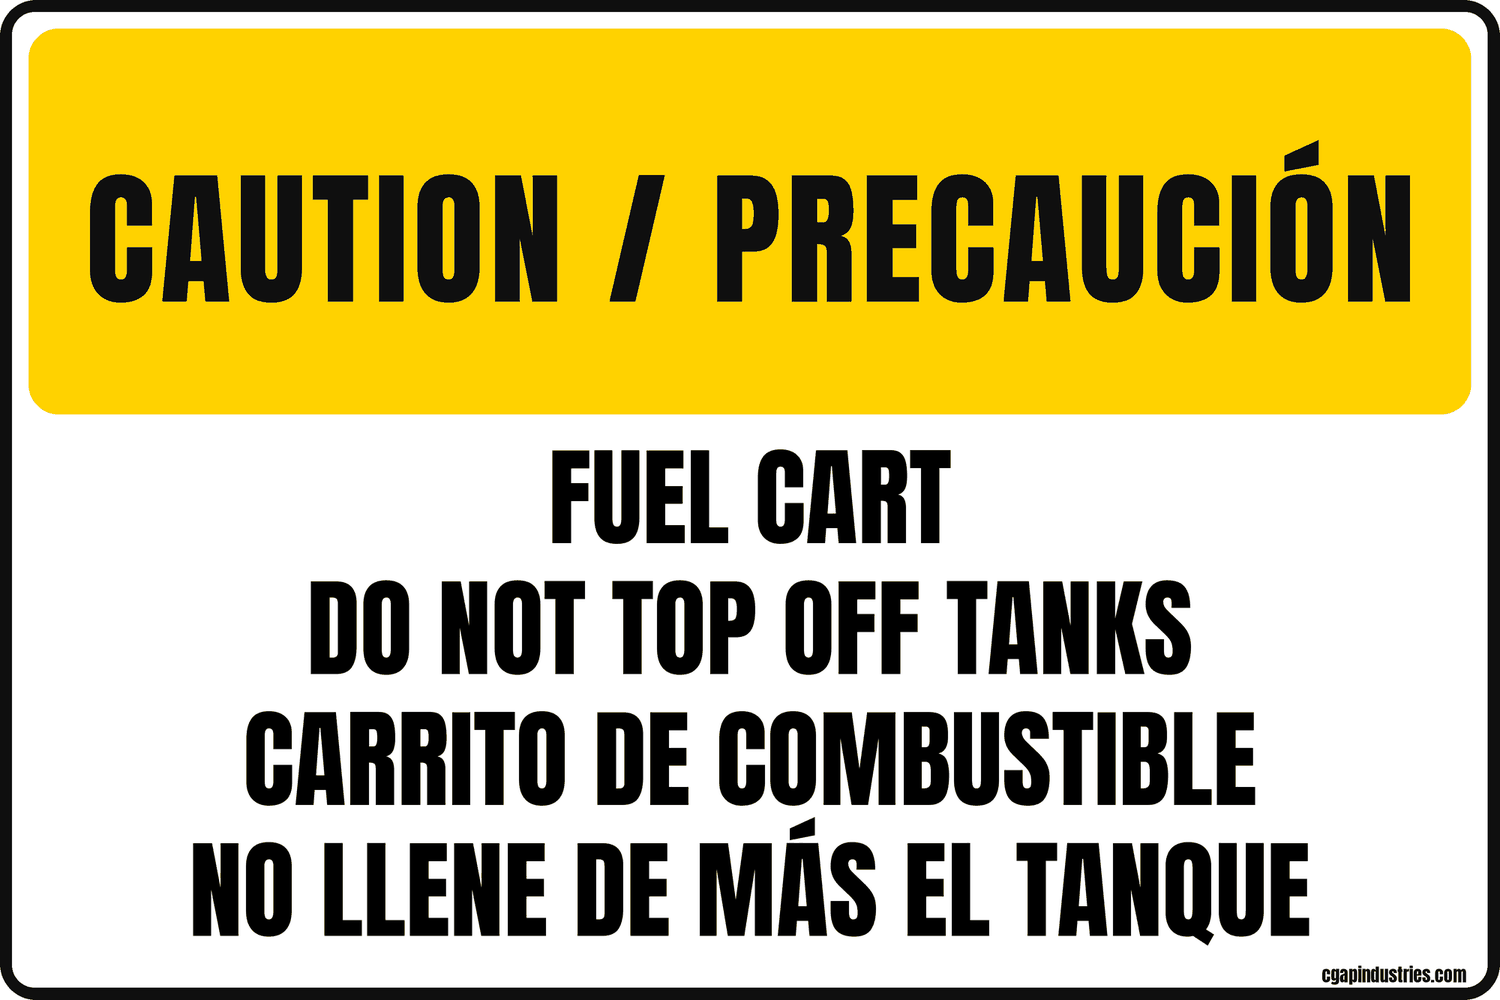 CAUTION / PRECAUCIÓN
FUEL CART
DO NOT TOP OFF TANKS
CARRITO DE COMBUSTIBLE
NO LLENE DE MÁS EL TANQUE
cgapindustries.com